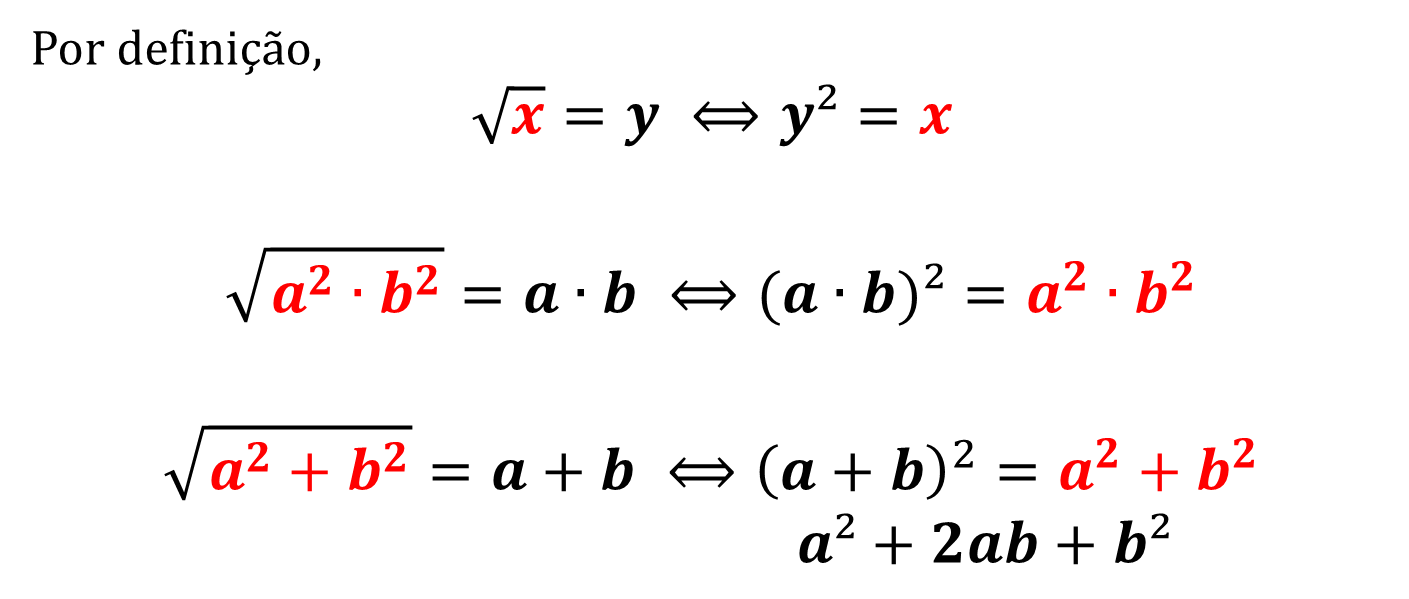 Por definição,
√x = y ⟺ y² = x
√(a² · b²) = a · b ⟺ (a · b)² = a² · b²
√(a² + b²) = a + b ⟺ (a + b)² = a² + b²
a² + 2ab + b²